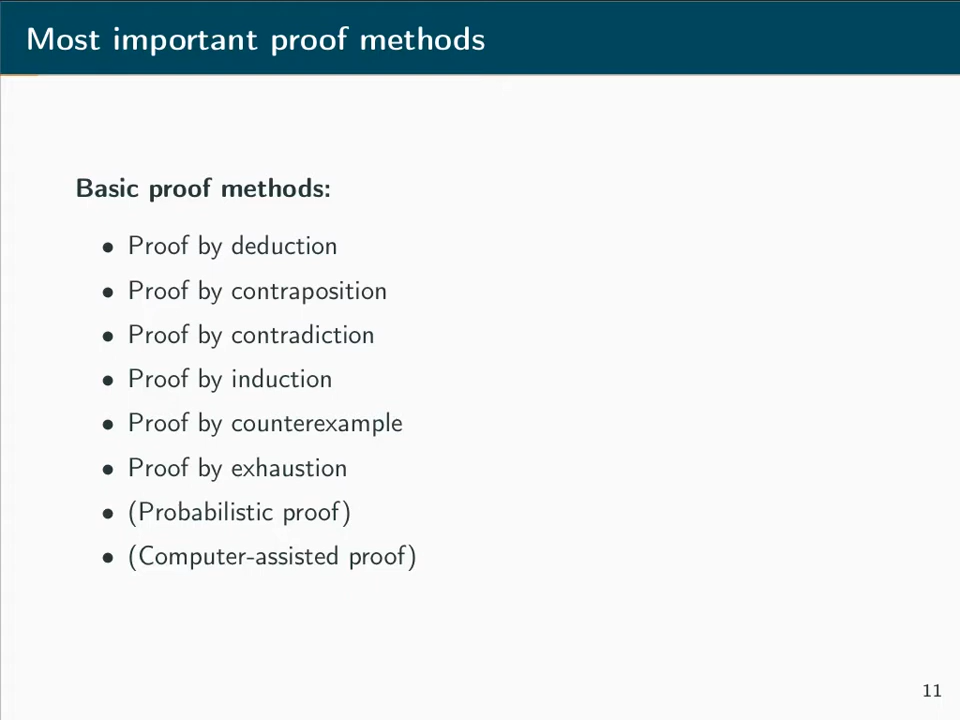 Most important proof methods
Basic proof methods:
• Proof by deduction
• Proof by contraposition
• Proof by contradiction
• Proof by induction
• Proof by counterexample
• Proof by exhaustion
• (Probabilistic proof)
• (Computer-assisted proof)
11